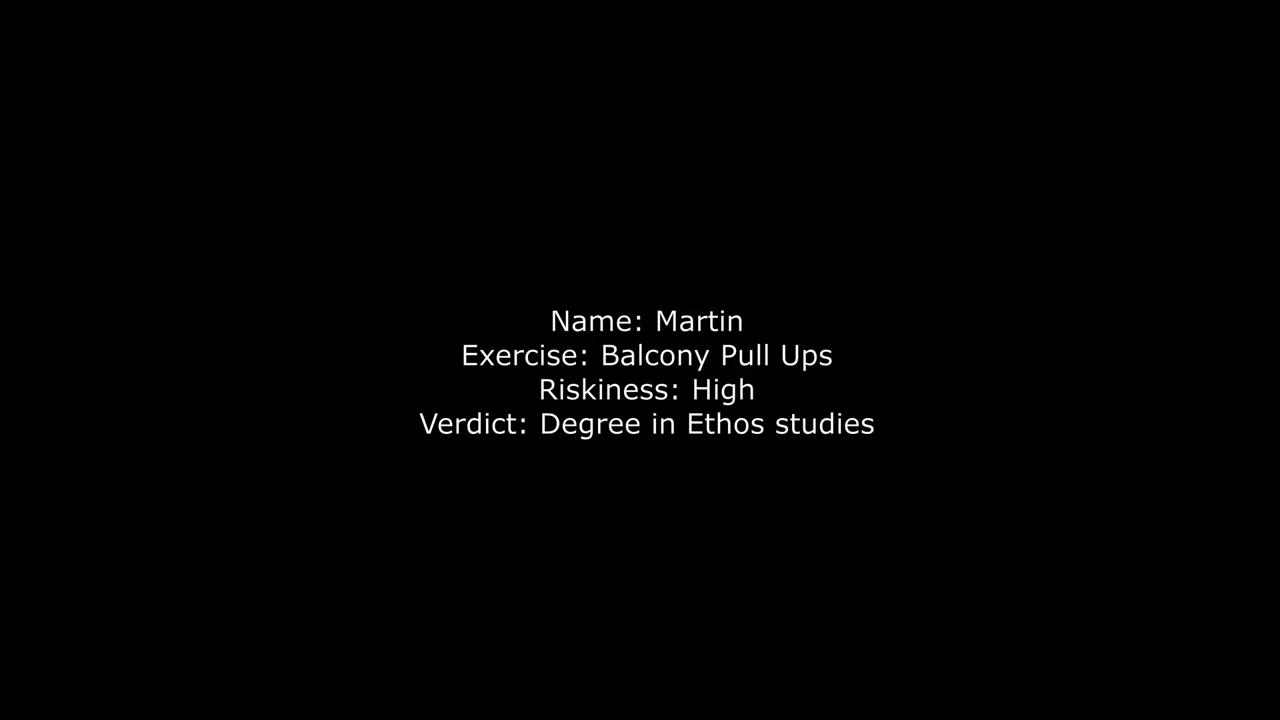 Name: Martin
Exercise: Balcony Pull Ups
Riskiness: High
Verdict: Degree in Ethos studies